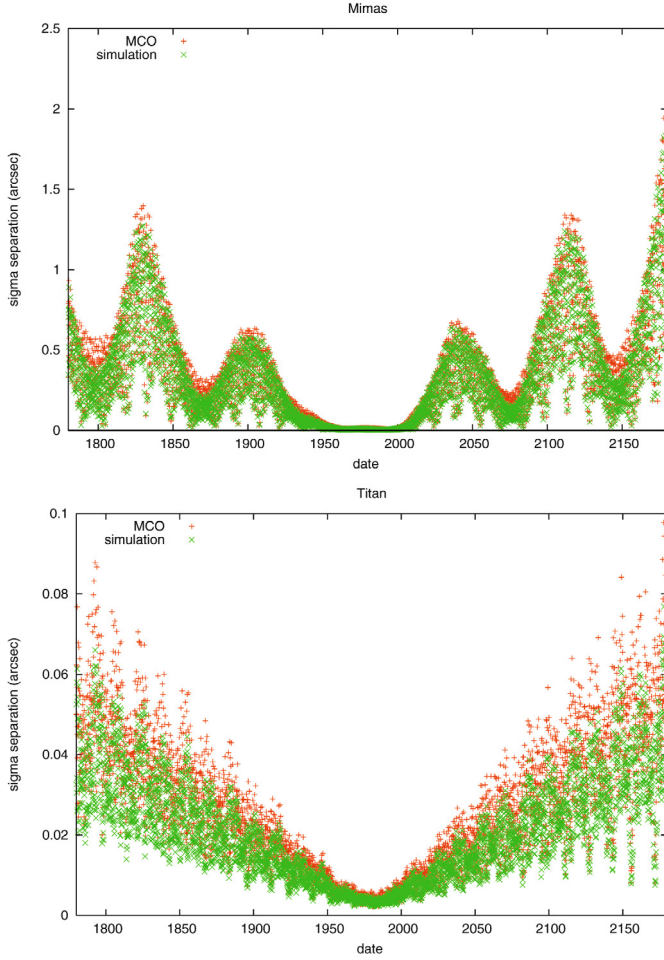 Mimas
MCO
simulation
sigma separation (arcsec)
2.5
2
1.5
1
0.5
0
1800 1850 1900 1950 2000 2050 2100 2150
date
Titan
MCO
simulation
sigma separation (arcsec)
0.1
0.08
0.06
0.04
0.02
0
1800 1850 1900 1950 2000 2050 2100 2150
date